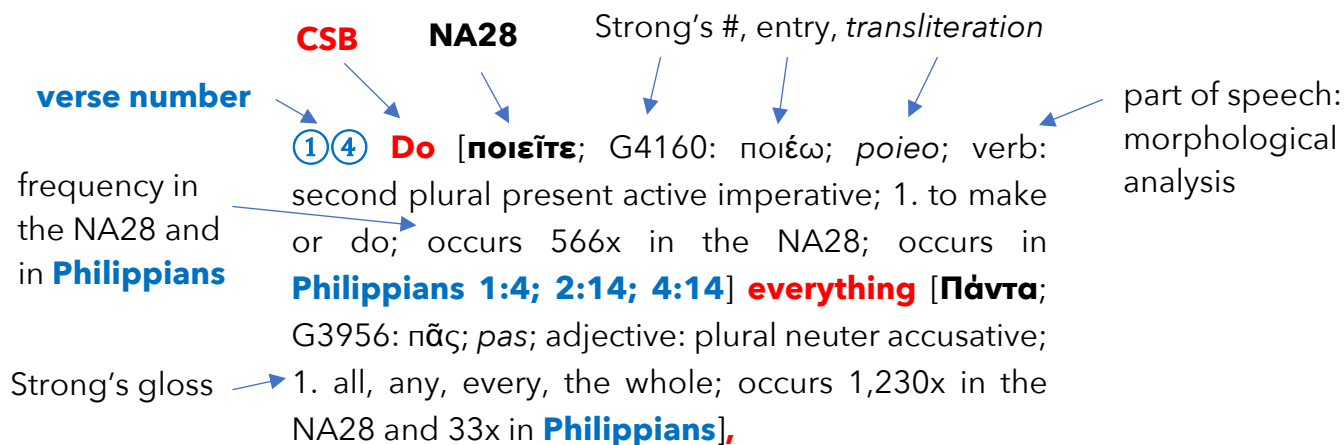 CSB NA28 Strong's #, entry, transliteration
verse number
part of speech:
morphological
analysis
①④ Do [ποιεῖτε; G4160: ποιέω; poieo; verb:
second plural present active imperative; 1. to make
or do; occurs 566x in the NA28; occurs in
Philippians 1:4; 2:14; 4:14] everything [Πάντα;
G3956: πᾶς; pas; adjective: plural neuter accusative;
1. all, any, every, the whole; occurs 1,230x in the
NA28 and 33x in Philippians],
frequency in
the NA28 and
in Philippians
Strong's gloss